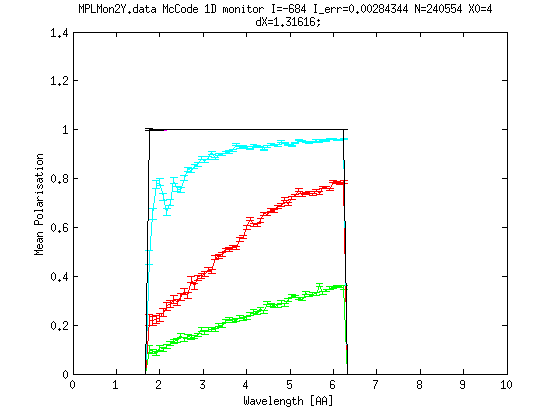 MPLMon2Y.data McCode 1D monitor I=-684 I_err=0.00284344 N=240554 X0=4
dX=1.31616;
1.4
1.2
1
0.8
0.6
0.4
0.2
0
Mean Polarisation
0 1 2 3 4 5 6 7 8 9 10
Wavelength [AA]